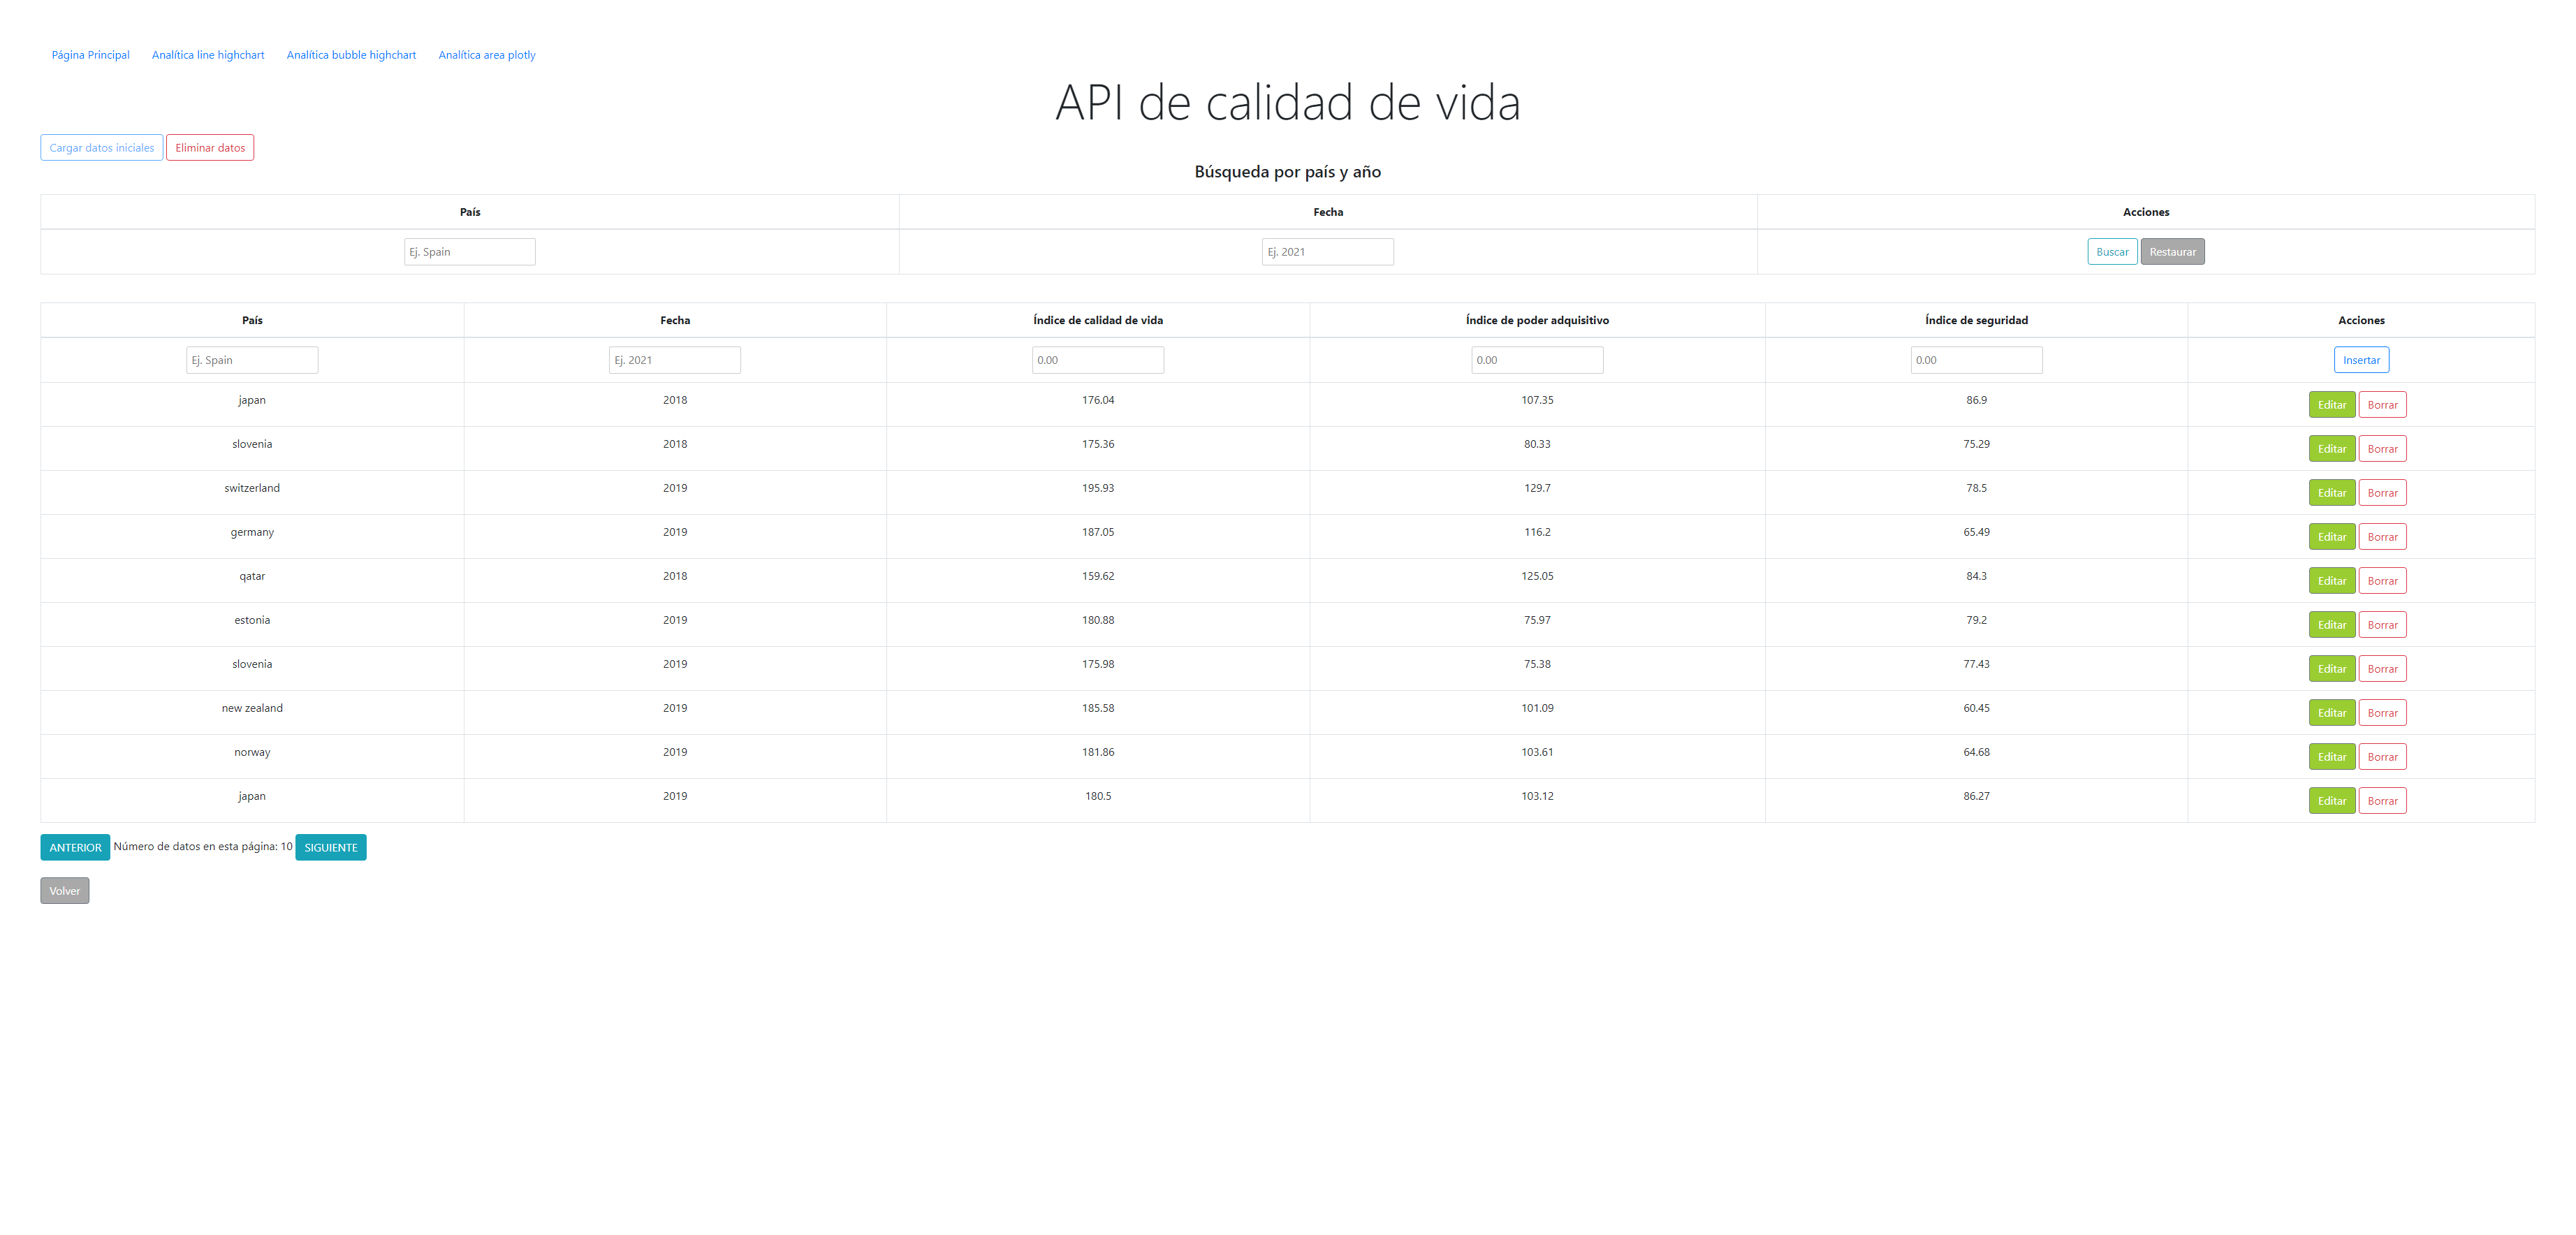 Página Principal Analítica line highchart Analítica bubble highchart Analítica area plotly
API de calidad de vida
Cargar datos iniciales Eliminar datos
Búsqueda por país y año
País Fecha Acciones
Ej. Spain Ej. 2021 Buscar Restaurar
País Fecha Índice de calidad de vida Índice de poder adquisitivo Índice de seguridad Acciones
Ej. Spain Ej. 2021 0.00 0.00 0.00 Insertar
japan 2018 176.04 107.35 86.9 Editar Borrar
slovenia 2018 175.36 80.33 75.29 Editar Borrar
switzerland 2019 195.93 129.7 78.5 Editar Borrar
germany 2019 187.05 116.2 65.49 Editar Borrar
qatar 2018 159.62 125.05 84.3 Editar Borrar
estonia 2019 180.88 75.97 79.2 Editar Borrar
slovenia 2019 175.98 75.38 77.43 Editar Borrar
new zealand 2019 185.58 101.09 60.45 Editar Borrar
norway 2019 181.86 103.61 64.68 Editar Borrar
japan 2019 180.5 103.12 86.27 Editar Borrar
ANTERIOR Número de datos en esta página: 10 SIGUIENTE
Volver